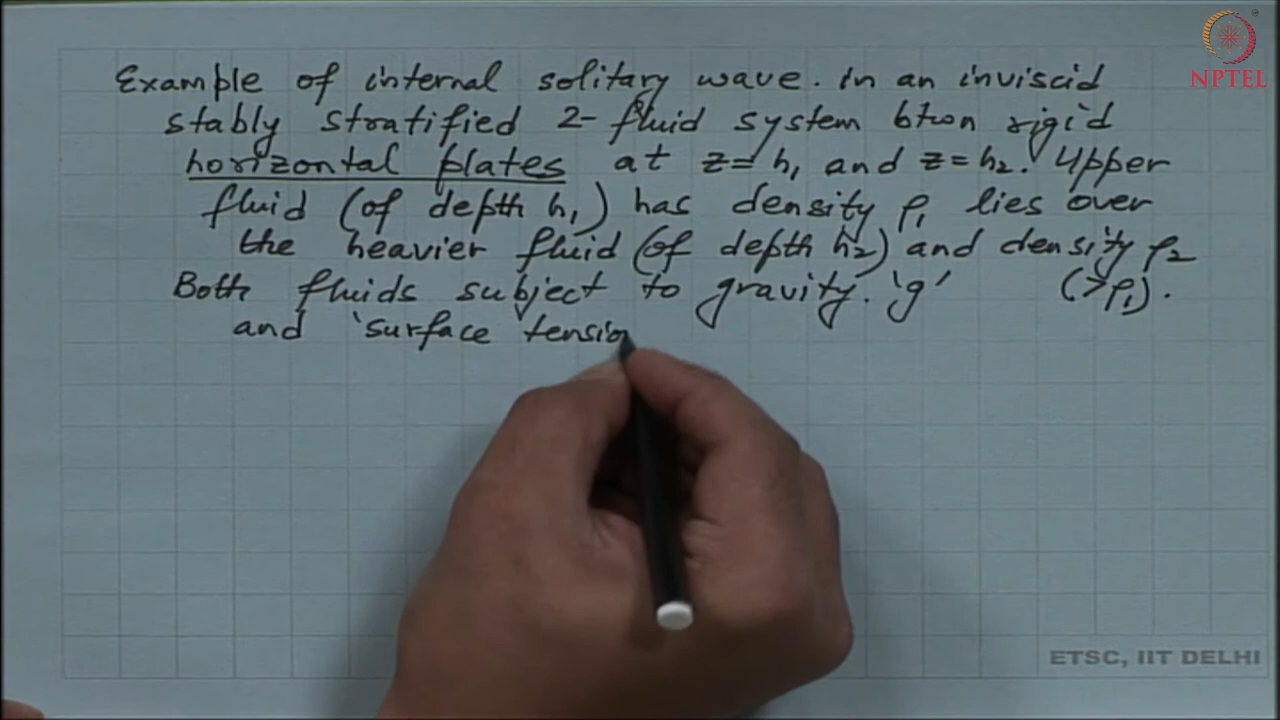 Example of internal solitary wave. In an inviscid
stably stratified 2-fluid system btwn rigid
horizontal plates at z=h₁ and z=h₂. Upper
fluid (of depth h₁) has density ρ₁ lies over
the heavier fluid (of depth h₂) and density ρ₂
Both fluids subject to gravity. 'g' (>ρ₁).
and 'surface tensio
NPTEL
ETSC, IIT DELHI